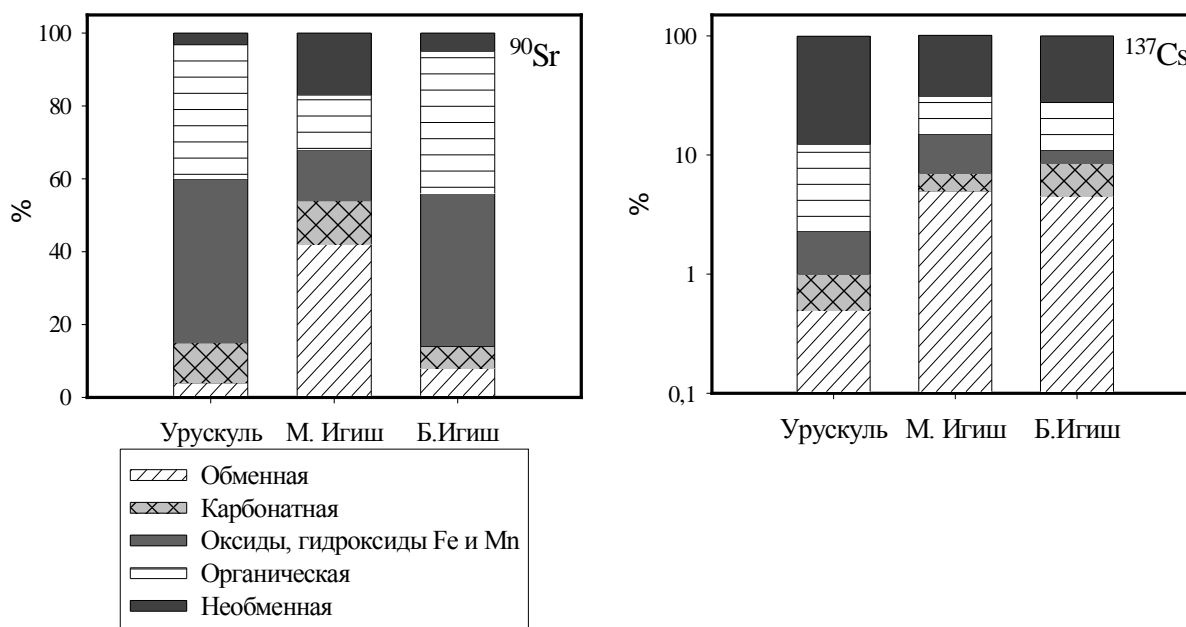 100
80
60
40
20
0
%
⁹⁰Sr
Урускуль М. Игиш Б.Игиш
100
10
1
0,1
%
¹³⁷Cs
Урускуль М. Игиш Б.Игиш
Обменная
Карбонатная
Оксиды, гидроксиды Fe и Mn
Органическая
Необменная